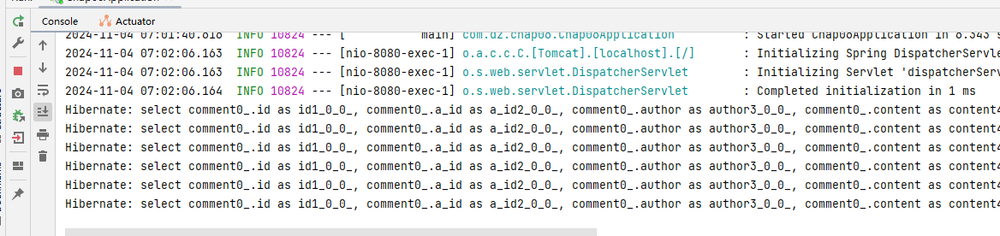 Console Actuator
2024-11-04 07:01:40.618 INFO 10824 --- [ main] com.dz.chap08.Chap08Application : Started Chap08Application in 6.343 s
2024-11-04 07:02:06.163 INFO 10824 --- [nio-8080-exec-1] o.a.c.c.C.[Tomcat].[localhost].[/] : Initializing Spring DispatcherServle
2024-11-04 07:02:06.163 INFO 10824 --- [nio-8080-exec-1] o.s.web.servlet.DispatcherServlet : Initializing Servlet 'dispatcherServ
2024-11-04 07:02:06.164 INFO 10824 --- [nio-8080-exec-1] o.s.web.servlet.DispatcherServlet : Completed initialization in 1 ms
Hibernate: select comment0_.id as id1_0_0_, comment0_.a_id as a_id2_0_0_, comment0_.author as author3_0_0_, comment0_.content as content4
Hibernate: select comment0_.id as id1_0_0_, comment0_.a_id as a_id2_0_0_, comment0_.author as author3_0_0_, comment0_.content as content4
Hibernate: select comment0_.id as id1_0_0_, comment0_.a_id as a_id2_0_0_, comment0_.author as author3_0_0_, comment0_.content as content4
Hibernate: select comment0_.id as id1_0_0_, comment0_.a_id as a_id2_0_0_, comment0_.author as author3_0_0_, comment0_.content as content4
Hibernate: select comment0_.id as id1_0_0_, comment0_.a_id as a_id2_0_0_, comment0_.author as author3_0_0_, comment0_.content as content4
Hibernate: select comment0_.id as id1_0_0_, comment0_.a_id as a_id2_0_0_, comment0_.author as author3_0_0_, comment0_.content as content4